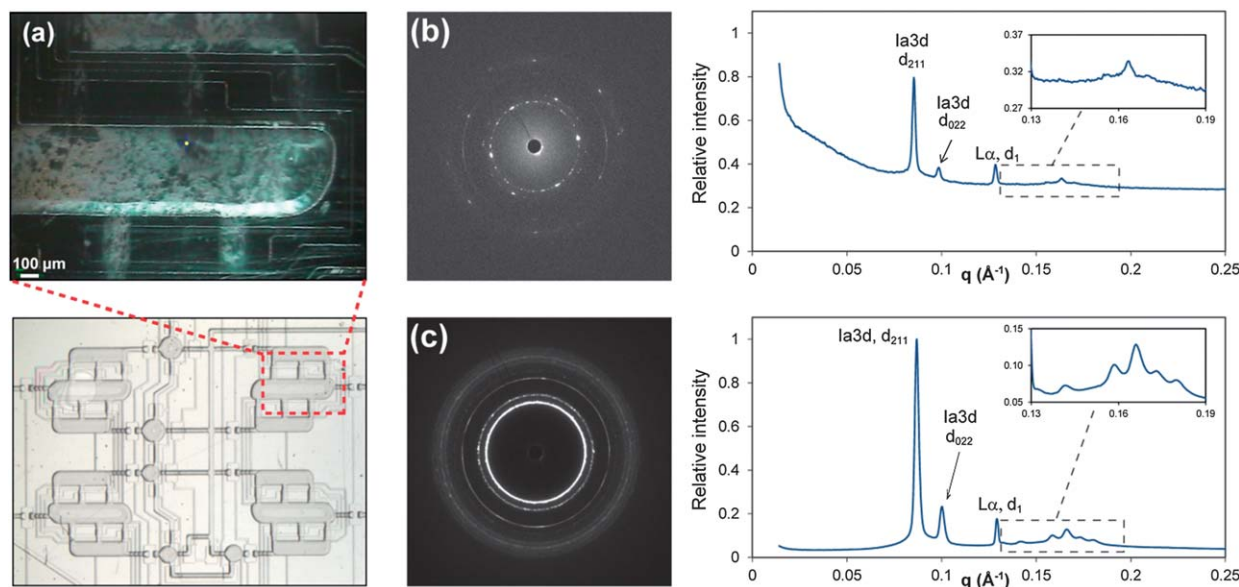 (a)
100 µm
(b)
Relative intensity
1
0.8
0.6
0.4
0.2
0
0
0.05
0.1
0.15
0.2
0.25
q (Å⁻¹)
Ia3d
d₂₁₁
Ia3d
d₀₂₂
Lα, d₁
0.37
0.32
0.27
0.13
0.16
0.19
(c)
Relative intensity
1
0.8
0.6
0.4
0.2
0
0
0.05
0.1
0.15
0.2
0.25
q (Å⁻¹)
Ia3d, d₂₁₁
Ia3d
d₀₂₂
Lα, d₁
0.15
0.10
0.05
0.13
0.16
0.19